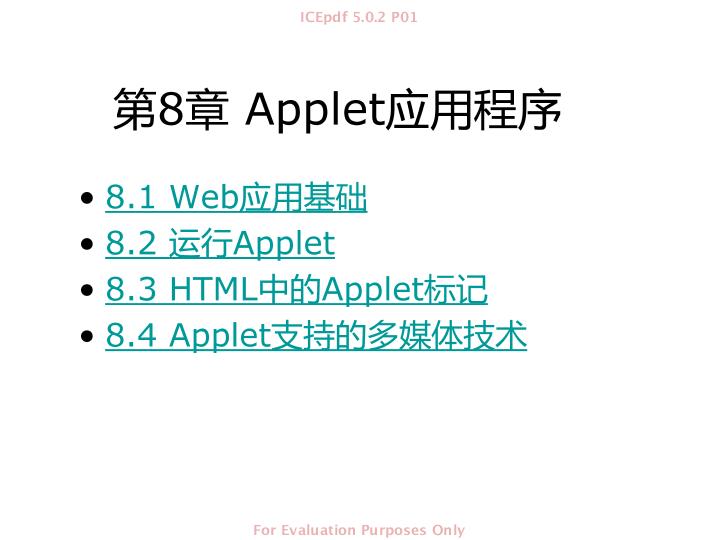 ICEpdf 5.0.2 P01
第8章 Applet应用程序
• 8.1 Web应用基础
• 8.2 运行Applet
• 8.3 HTML中的Applet标记
• 8.4 Applet支持的多媒体技术
For Evaluation Purposes Only